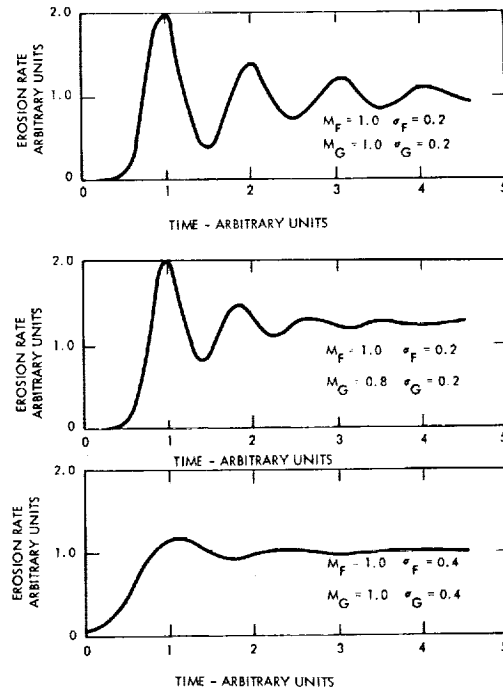 EROSION RATE
ARBITRARY UNITS
2.0
1.0
0
M_F = 1.0 σ_F = 0.2
M_G = 1.0 σ_G = 0.2
0 1 2 3 4 5
TIME - ARBITRARY UNITS
EROSION RATE
ARBITRARY UNITS
2.0
1.0
0
M_F = 1.0 σ_F = 0.2
M_G = 0.8 σ_G = 0.2
0 1 2 3 4 5
TIME - ARBITRARY UNITS
EROSION RATE
ARBITRARY UNITS
2.0
1.0
0
M_F - 1.0 σ_F = 0.4
M_G = 1.0 σ_G = 0.4
0 1 2 3 4 5
TIME - ARBITRARY UNITS